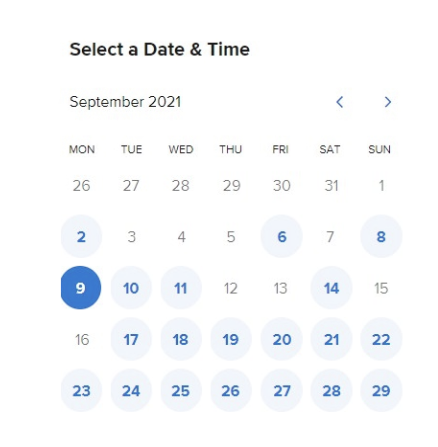 Select a Date & Time
September 2021
MON TUE WED THU FRI SAT SUN
26 27 28 29 30 31 1
2 3 4 5 6 7 8
9 10 11 12 13 14 15
16 17 18 19 20 21 22
23 24 25 26 27 28 29